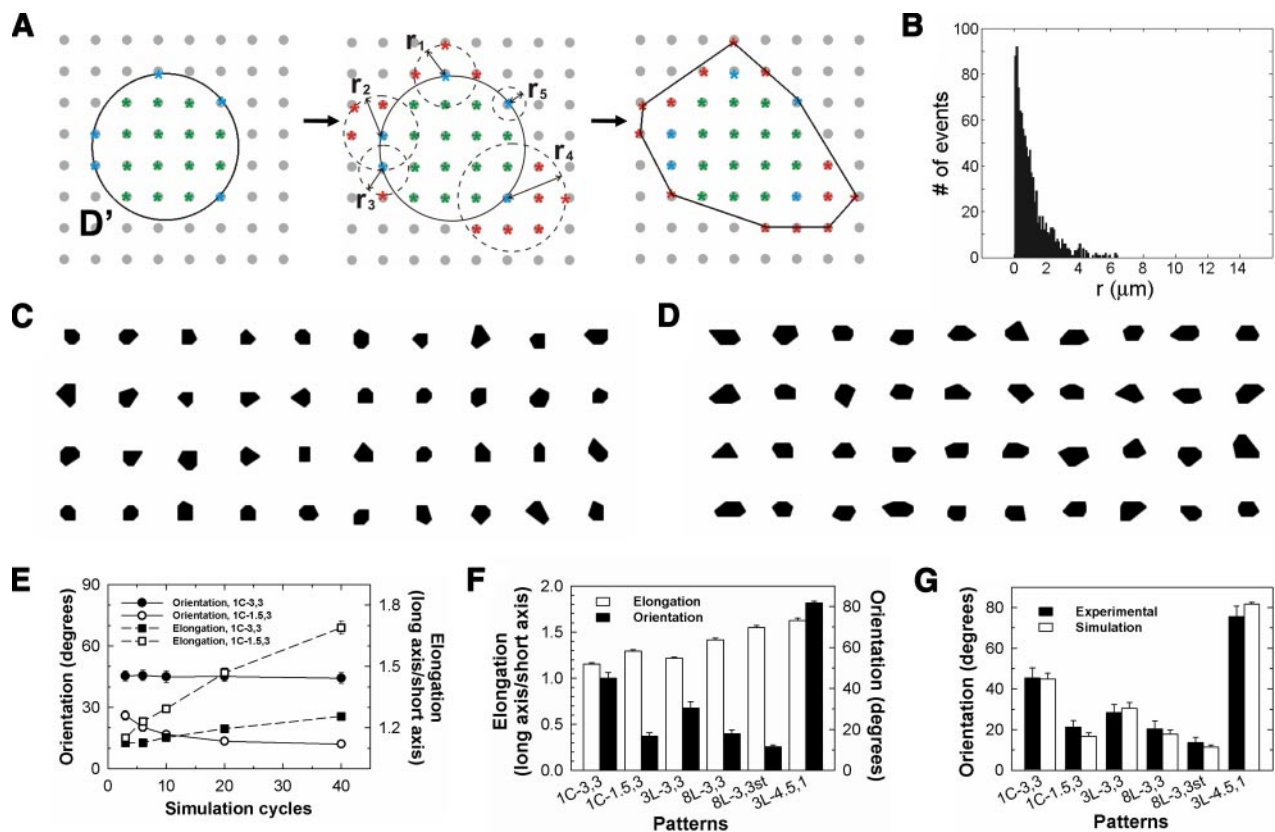 A
D'
r1
r2
r3
r4
r5
B
# of events
100
80
60
40
20
0
0 2 4 6 8 10 12 14
r (μm)
C
D
E
Orientation (degrees)
90
60
30
0
Orientation, 1C-3,3
Orientation, 1C-1.5,3
Elongation, 1C-3,3
Elongation, 1C-1.5,3
1.8
1.5
1.2
Elongation
(long axis/short axis)
0 10 20 30 40
Simulation cycles
F
Elongation
(long axis/short axis)
2.0
1.5
1.0
0.5
0.0
Elongation
Orientation
80
60
40
20
0
Orientation (degrees)
1C-3,3 1C-1.5,3 3L-3,3 8L-3,3 8L-3,3st 3L-4.5,1
Patterns
G
Orientation (degrees)
80
60
40
20
0
Experimental
Simulation
1C-3,3 1C-1.5,3 3L-3,3 8L-3,3 8L-3,3st 3L-4.5,1
Patterns